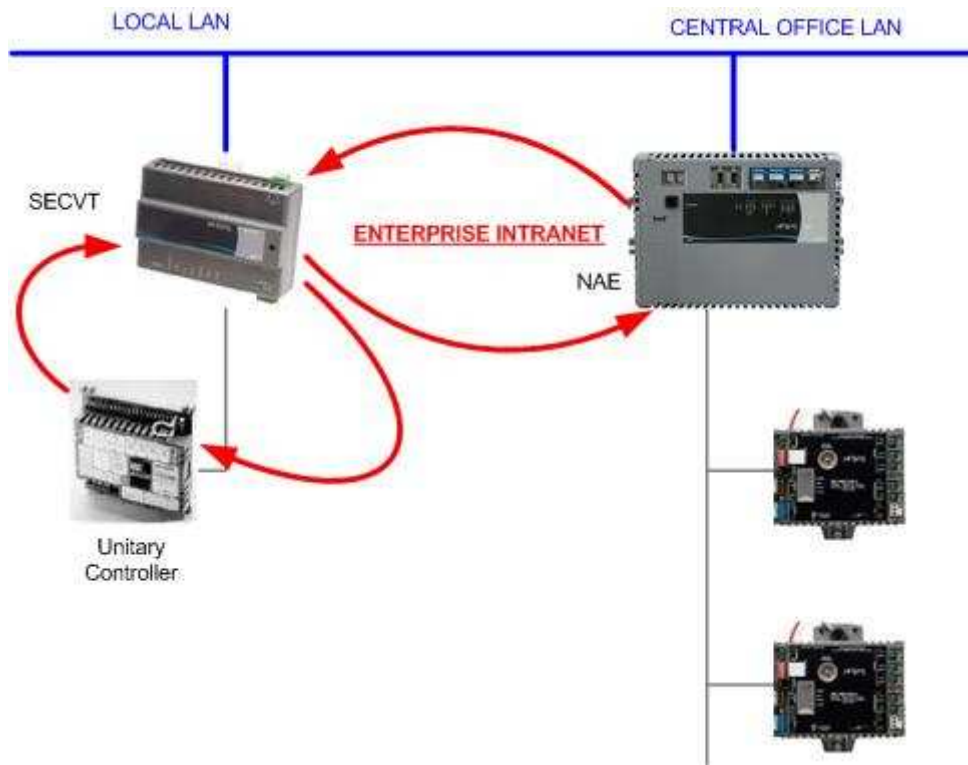 LOCAL LAN
CENTRAL OFFICE LAN
SECVT
ENTERPRISE INTRANET
NAE
Unitary
Controller